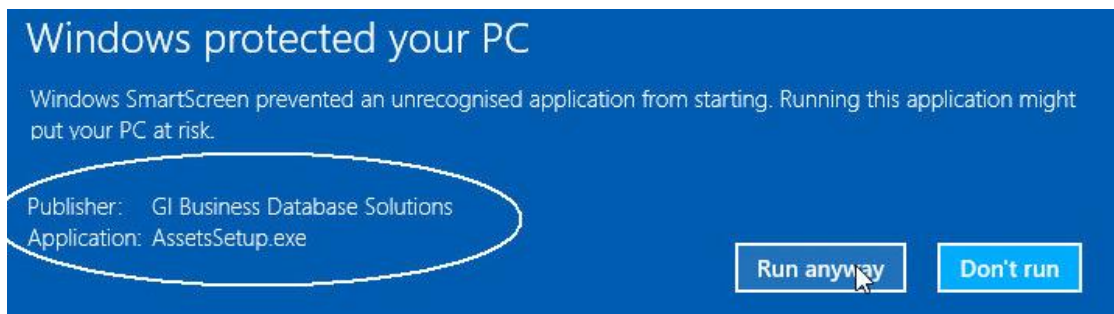 Windows protected your PC
Windows SmartScreen prevented an unrecognised application from starting. Running this application might
put your PC at risk.
Publisher: GI Business Database Solutions
Application: AssetsSetup.exe
Run anyway Don't run